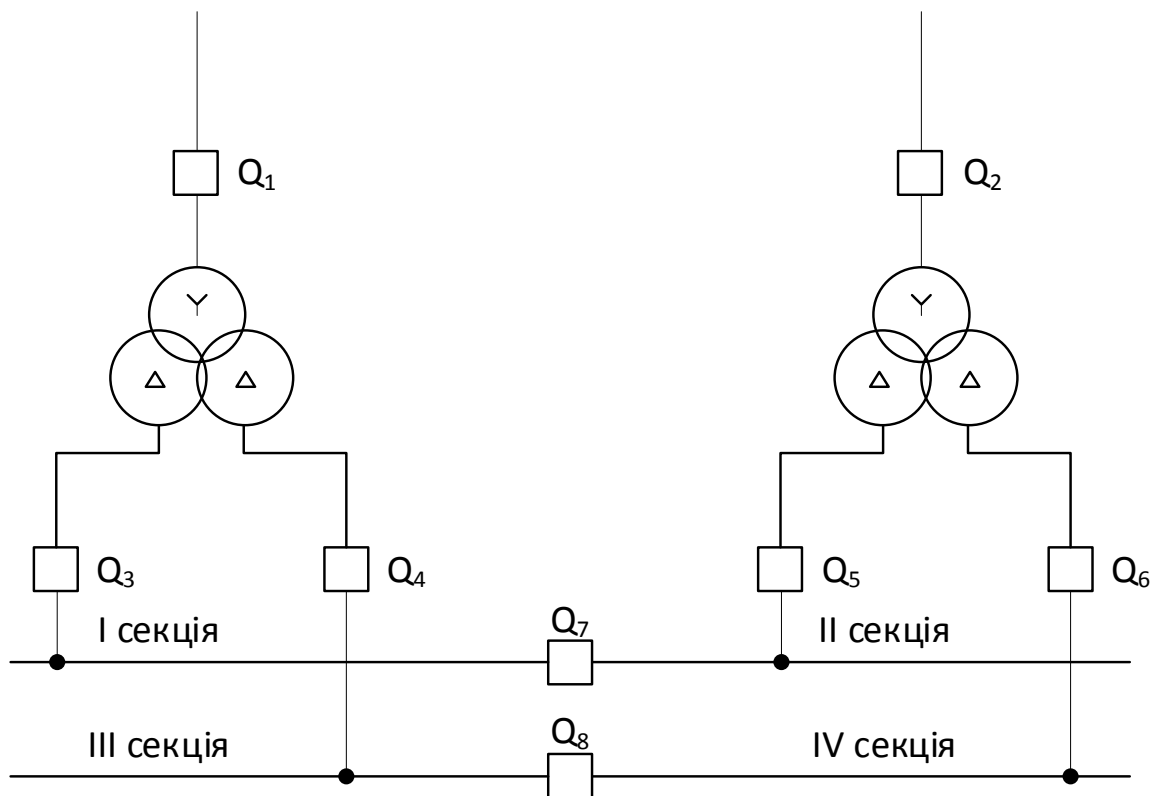 Q₁
Q₂
Q₃
Q₄
Q₅
Q₆
I секція
Q₇
II секція
III секція
Q₈
IV секція